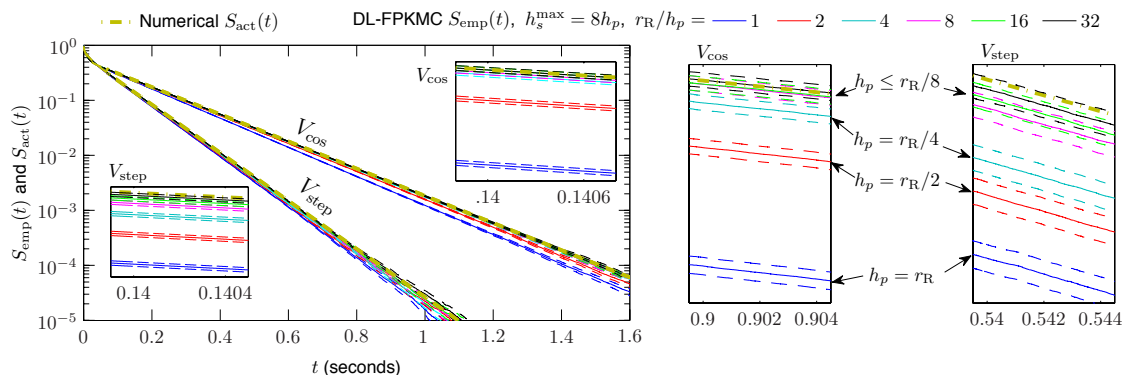 Numerical S_act(t) DL-FPKMC S_emp(t), h_s^max = 8h_p, r_R/h_p = 1 2 4 8 16 32
S_emp(t) and S_act(t)
10^0
10^-1
10^-2
10^-3
10^-4
10^-5
0 0.2 0.4 0.6 0.8 1 1.2 1.4 1.6
t (seconds)
V_cos
V_step
V_step
0.14 0.1404
V_cos
.14 0.1406
V_cos
0.9 0.902 0.904
h_p ≤ r_R/8
h_p = r_R/4
h_p = r_R/2
h_p = r_R
V_step
0.54 0.542 0.544